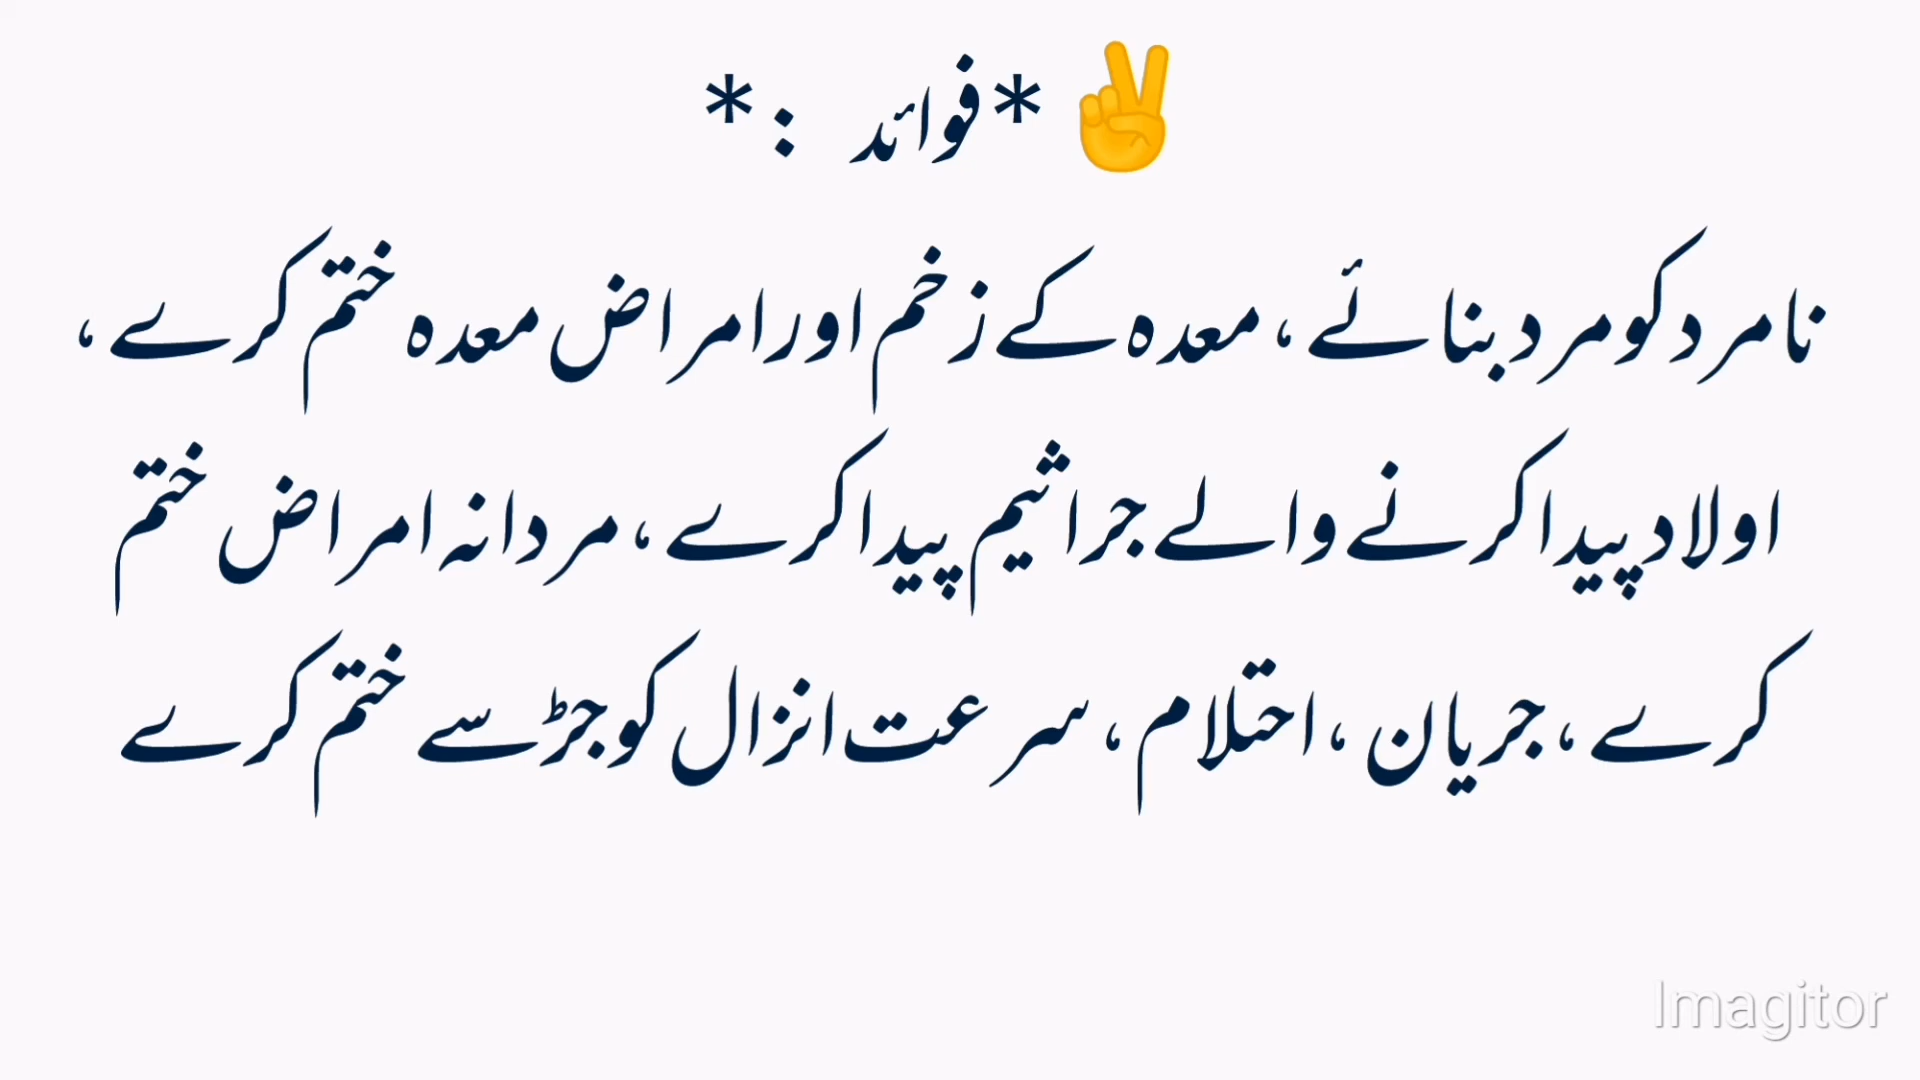 ✌️*فوائد :*
نامرد کو مرد بنائے، معدہ کے زخم اور امراض معدہ ختم کرے،
اولاد پیدا کرنے والے جراثیم پیدا کرے، مردانہ امراض ختم
کرے، جریان، احتلام، سرعت انزال کو جڑ سے ختم کرے
Imagitor